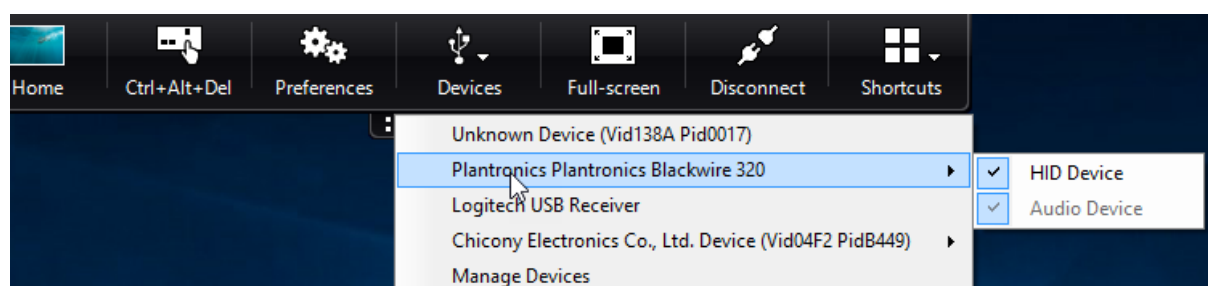 Home Ctrl+Alt+Del Preferences Devices Full-screen Disconnect Shortcuts
Unknown Device (Vid138A Pid0017)
Plantronics Plantronics Blackwire 320
HID Device
Logitech USB Receiver
Audio Device
Chicony Electronics Co., Ltd. Device (Vid04F2 PidB449)
Manage Devices